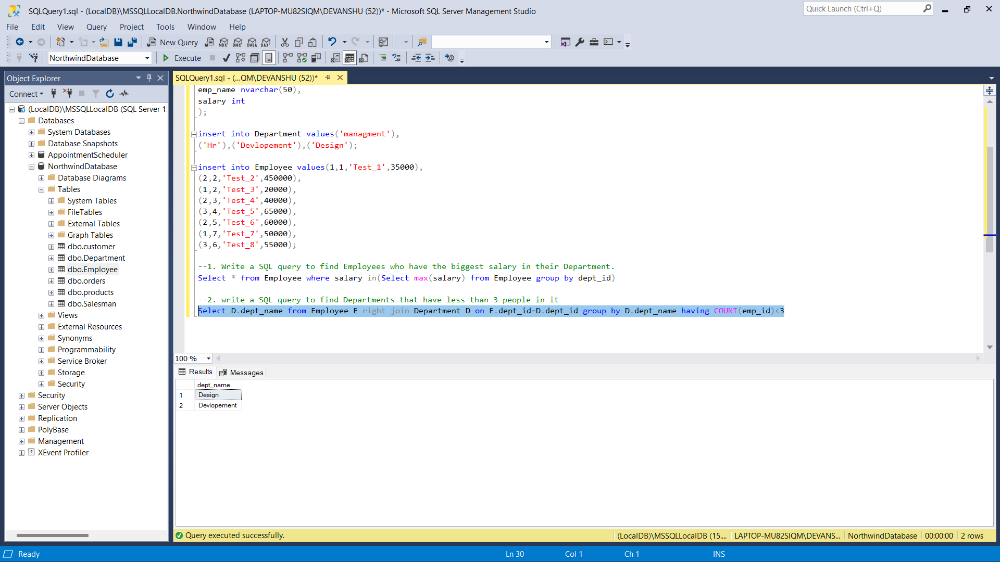 SQLQuery1.sql - (LocalDB)\MSSQLLocalDB.NorthwindDatabase (LAPTOP-MU82SIQM\DEVANSHU (52))* - Microsoft SQL Server Management Studio
Quick Launch (Ctrl+Q)
File Edit View Query Project Tools Window Help
New Query MDX DMX XMLA DAX
NorthwindDatabase Execute
Object Explorer
Connect
(LocalDB)\MSSQLLocalDB (SQL Server 1
Databases
System Databases
Database Snapshots
AppointmentScheduler
NorthwindDatabase
Database Diagrams
Tables
System Tables
FileTables
External Tables
Graph Tables
dbo.customer
dbo.Department
dbo.Employee
dbo.orders
dbo.products
dbo.Salesman
Views
External Resources
Synonyms
Programmability
Service Broker
Storage
Security
Security
Server Objects
Replication
PolyBase
Management
XEvent Profiler
SQLQuery1.sql - (...QM\DEVANSHU (52))*
emp_name nvarchar(50),
salary int
);
insert into Department values('managment'),
('Hr'),('Devlopement'),('Design');
insert into Employee values(1,1,'Test_1',35000),
(2,2,'Test_2',450000),
(1,2,'Test_3',20000),
(2,3,'Test_4',40000),
(3,4,'Test_5',65000),
(2,5,'Test_6',60000),
(1,7,'Test_7',50000),
(3,6,'Test_8',55000);
--1. Write a SQL query to find Employees who have the biggest salary in their Department.
Select * from Employee where salary in(Select max(salary) from Employee group by dept_id)
--2. write a SQL query to find Departments that have less than 3 people in it
Select D.dept_name from Employee E right join Department D on E.dept_id=D.dept_id group by D.dept_name having COUNT(emp_id)<3
100 %
Results Messages
dept_name
1 Design
2 Devlopement
Query executed successfully. (LocalDB)\MSSQLLocalDB (15.... LAPTOP-MU82SIQM\DEVANS... NorthwindDatabase 00:00:00 2 rows
Ready Ln 30 Col 1 Ch 1 INS